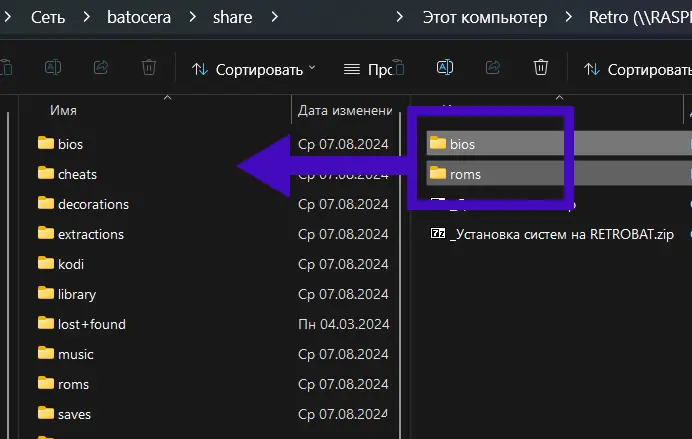 Сеть > batocera > share >
> Этот компьютер > Retro (\\RASP
Сортировать
Сортировать
Имя
Дата изменени
bios
Ср 07.08.2024
cheats
Ср 07.08.2024
decorations
Ср 07.08.2024
extractions
Ср 07.08.2024
kodi
Ср 07.08.2024
library
Ср 07.08.2024
lost+found
Пн 04.03.2024
music
Ср 07.08.2024
roms
Ср 07.08.2024
saves
Ср 07.08.2024
bios
roms
_Установка систем на RETROBAT.zip